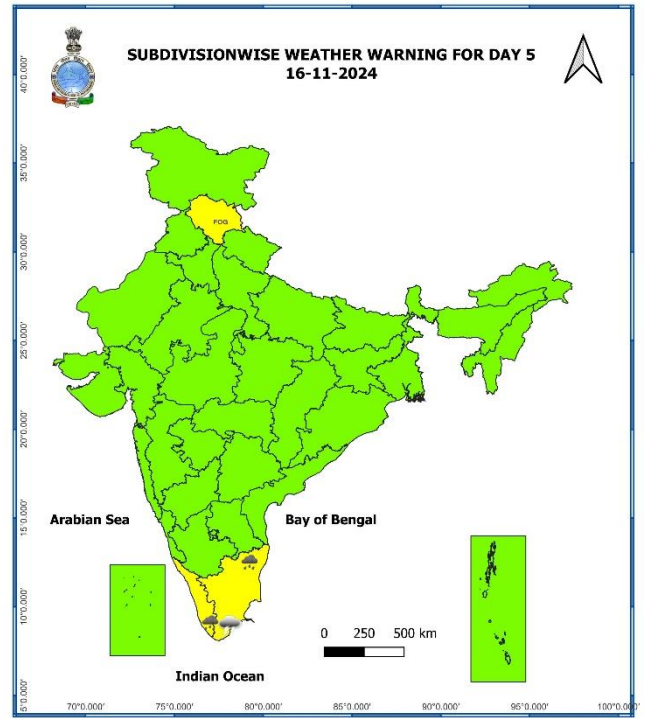 SUBDIVISIONWISE WEATHER WARNING FOR DAY 5
16-11-2024
40°0.000'
35°0.000'
30°0.000'
25°0.000'
20°0.000'
15°0.000'
10°0.000'
5°0.000'
FOG
Arabian Sea
Bay of Bengal
0 250 500 km
Indian Ocean
70°0.000' 75°0.000' 80°0.000' 85°0.000' 90°0.000' 95°0.000' 100°0.000'